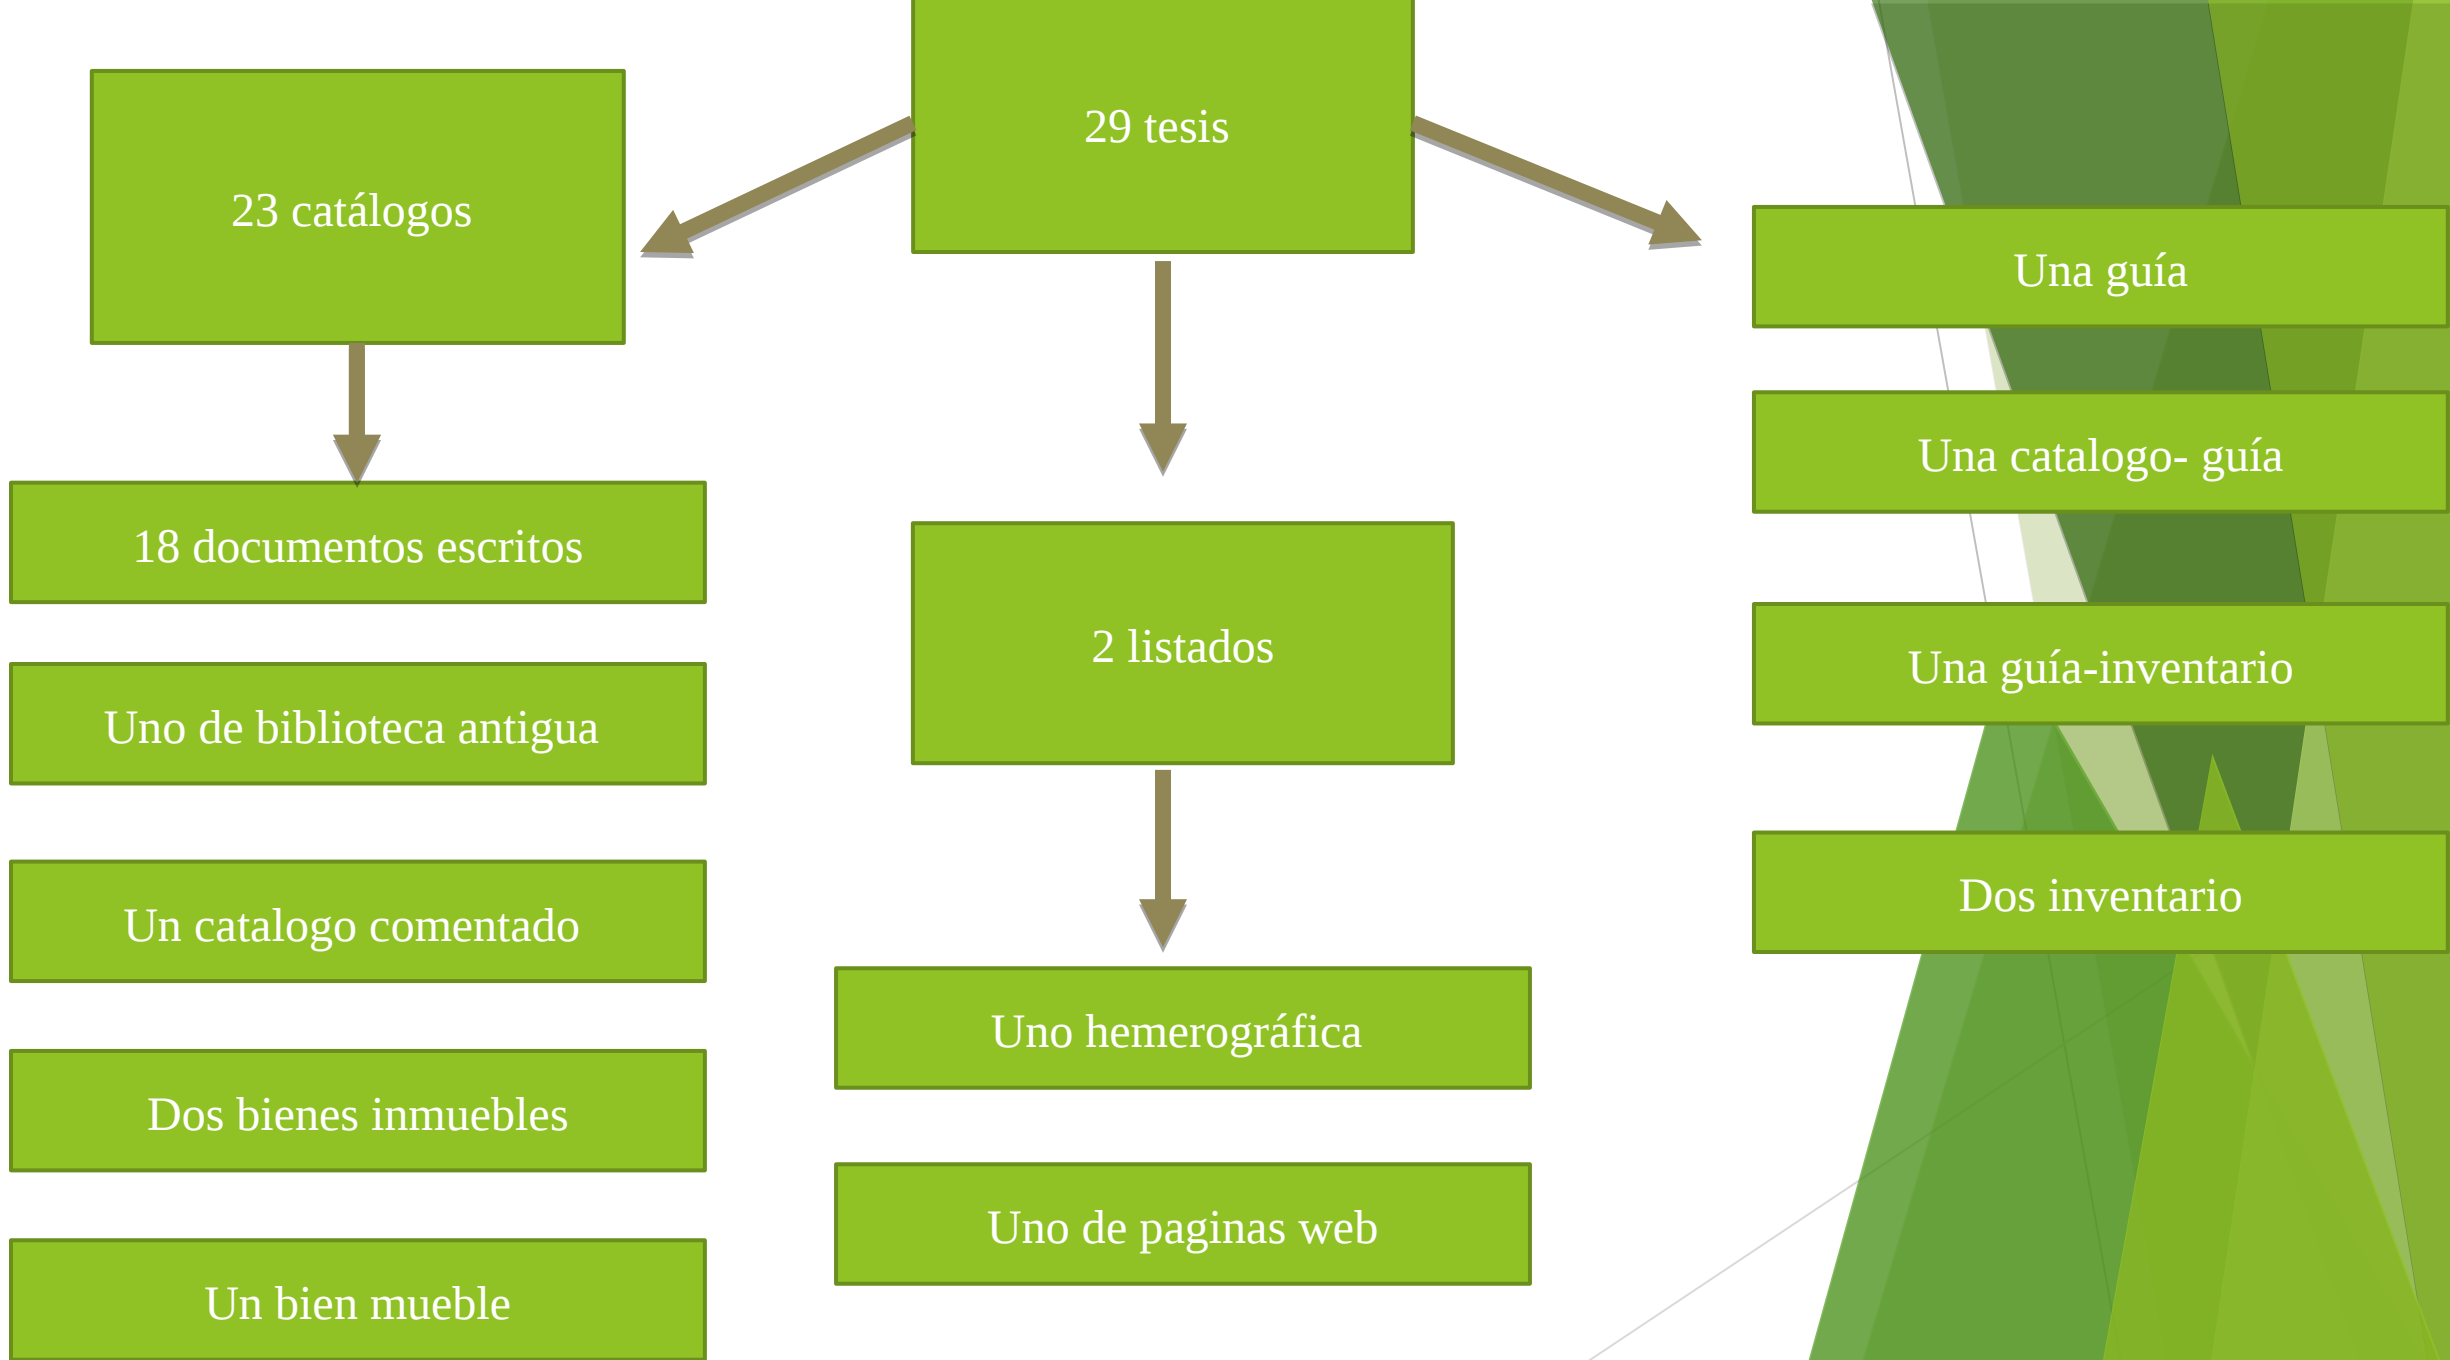 29 tesis
23 catálogos
18 documentos escritos
Uno de biblioteca antigua
Un catalogo comentado
Dos bienes inmuebles
Un bien mueble
2 listados
Uno hemerográfica
Uno de paginas web
Una guía
Una catalogo- guía
Una guía-inventario
Dos inventario